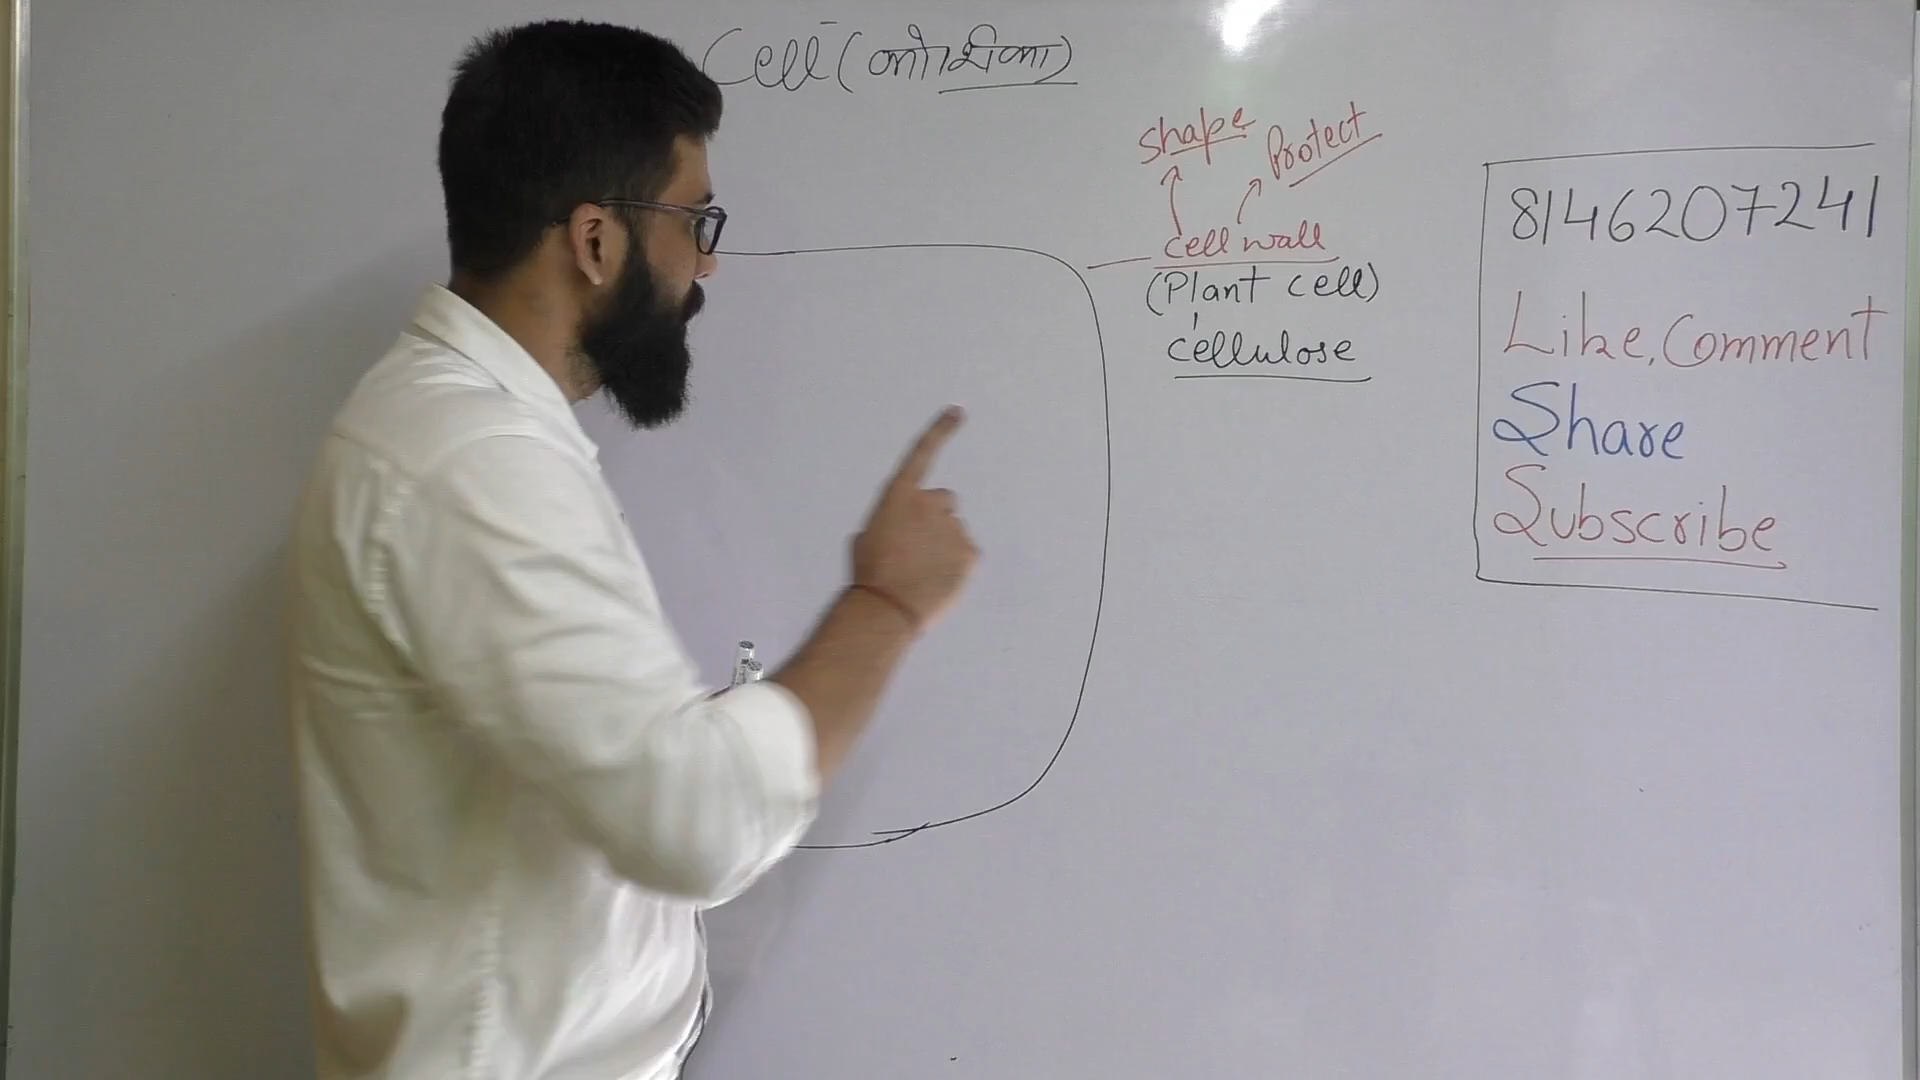 Cell (कोशिका)
shape
Protect
cell wall
(Plant cell)
cellulose
8146207241
Like, Comment
Share
Subscribe